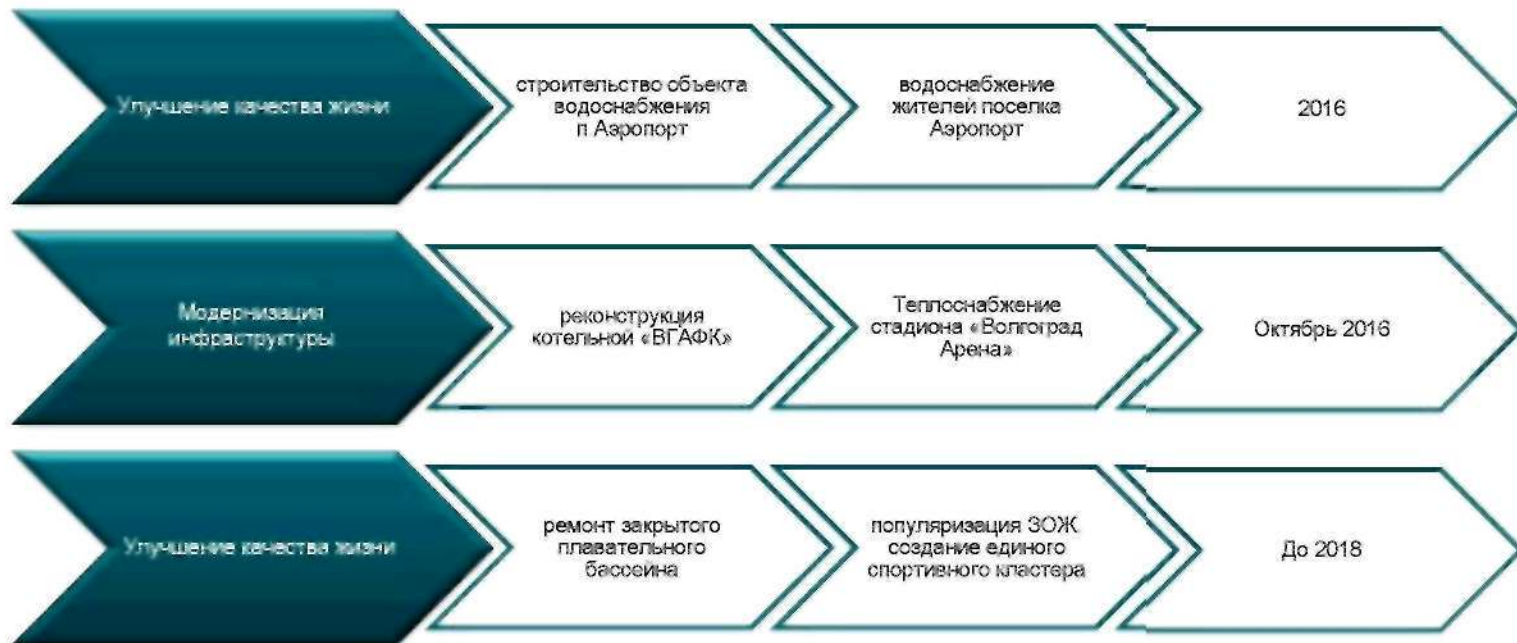 Улучшение качества жизни
строительство объекта
водоснабжения
п Аэропорт
водоснабжение
жителей поселка
Аэропорт
2016
Модернизация
инфраструктуры
реконструкция
котельной «ВГАФК»
Теплоснабжение
стадиона «Волгоград
Арена»
Октябрь 2016
Улучшение качества жизни
ремонт закрытого
плавательного
бассейна
популяризация ЗОЖ
создание единого
спортивного кластера
До 2018